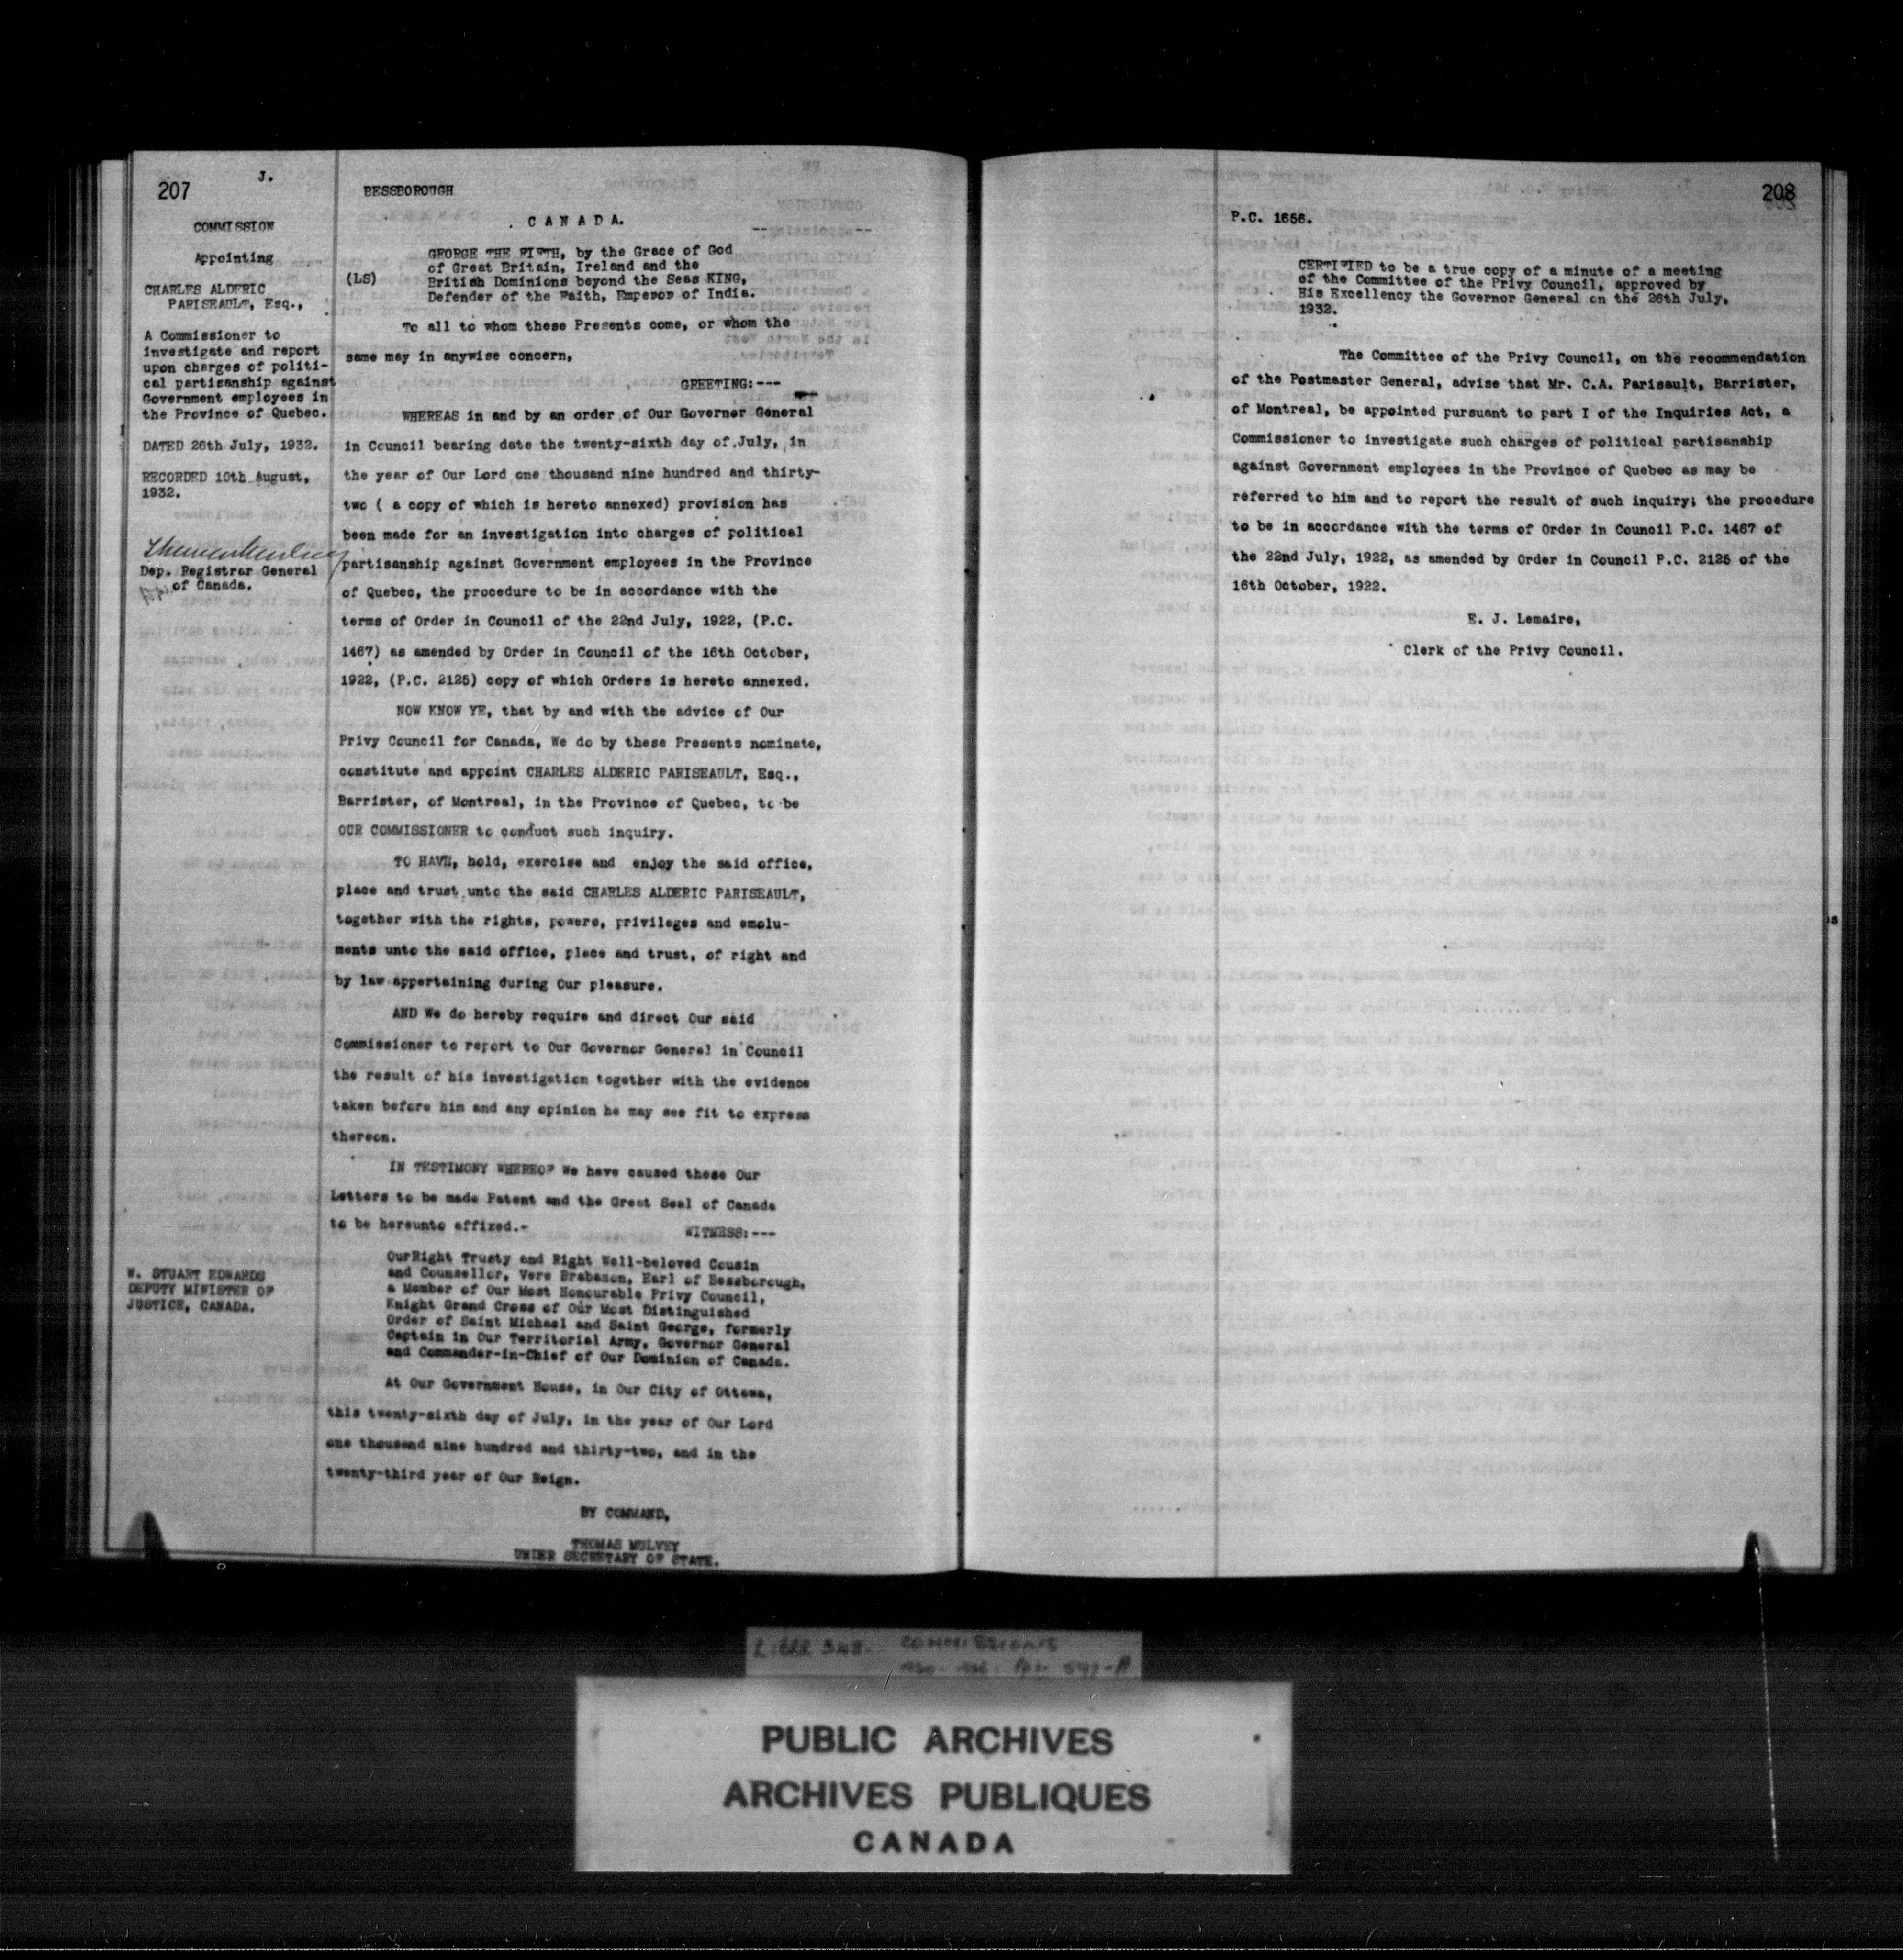 207
J.
COMMISSION
Appointing
CHARLES ALDERIC
PARISEAULT, Esq.,
A Commissioner to
investigate and report
upon charges of politi-
cal partisanship against
Government employees in
the Province of Quebec.
DATED 26th July, 1932.
RECORDED 10th August,
1932.
Dep. Registrar General
of Canada.
W. STUART EDWARDS
DEPUTY MINISTER OF
JUSTICE, CANADA.
BESSBOROUGH
CANADA.
(LS)
GEORGE THE FIFTH, by the Grace of God
of Great Britain, Ireland and the
British Dominions beyond the Seas KING,
Defender of the Faith, Emperor of India.
To all to whom these Presents come, or whom the
same may in anywise concern,
GREETING:---
WHEREAS in and by an order of Our Governor General
in Council bearing date the twenty-sixth day of July, in
the year of Our Lord one thousand nine hundred and thirty-
two ( a copy of which is hereto annexed) provision has
been made for an investigation into charges of political
partisanship against Government employees in the Province
of Quebec, the procedure to be in accordance with the
terms of Order in Council of the 22nd July, 1922, (P.C.
1467) as amended by Order in Council of the 16th October,
1922, (P.C. 2125) copy of which Orders is hereto annexed.
NOW KNOW YE, that by and with the advice of Our
Privy Council for Canada, We do by these Presents nominate,
constitute and appoint CHARLES ALDERIC PARISEAULT, Esq.,
Barrister, of Montreal, in the Province of Quebec, to be
OUR COMMISSIONER to conduct such inquiry.
TO HAVE, hold, exercise and enjoy the said office,
place and trust unto the said CHARLES ALDERIC PARISEAULT,
together with the rights, powers, privileges and emolu-
ments unto the said office, place and trust, of right and
by law appertaining during Our pleasure.
AND We do hereby require and direct Our said
Commissioner to report to Our Governor General in Council
the result of his investigation together with the evidence
taken before him and any opinion he may see fit to express
thereon.
IN TESTIMONY WHEREOF We have caused these Our
Letters to be made Patent and the Great Seal of Canada
to be hereunto affixed.-
WITNESS:---
OurRight Trusty and Right Well-beloved Cousin
and Counsellor, Vere Brabazon, Earl of Bessborough,
a Member of Our Most Honourable Privy Council,
Knight Grand Cross of Our Most Distinguished
Order of Saint Michael and Saint George, formerly
Captain in Our Territorial Army, Governor General
and Commander-in-Chief of Our Dominion of Canada.
At Our Government House, in Our City of Ottawa,
this twenty-sixth day of July, in the year of Our Lord
one thousand nine hundred and thirty-two, and in the
twenty-third year of Our Reign.
BY COMMAND,
THOMAS MULVEY
UNDER SECRETARY OF STATE.
208
P.C. 1656.
CERTIFIED to be a true copy of a minute of a meeting
of the Committee of the Privy Council, approved by
His Excellency the Governor General on the 26th July,
1932.
The Committee of the Privy Council, on the recommendation
of the Postmaster General, advise that Mr. C.A. Parisault, Barrister,
of Montreal, be appointed pursuant to part I of the Inquiries Act, a
Commissioner to investigate such charges of political partisanship
against Government employees in the Province of Quebec as may be
referred to him and to report the result of such inquiry; the procedure
to be in accordance with the terms of Order in Council P.C. 1467 of
the 22nd July, 1922, as amended by Order in Council P.C. 2125 of the
16th October, 1922.
E. J. Lemaire,
Clerk of the Privy Council.
LIBER 348. COMMISSIONS
597-A
PUBLIC ARCHIVES
ARCHIVES PUBLIQUES
CANADA